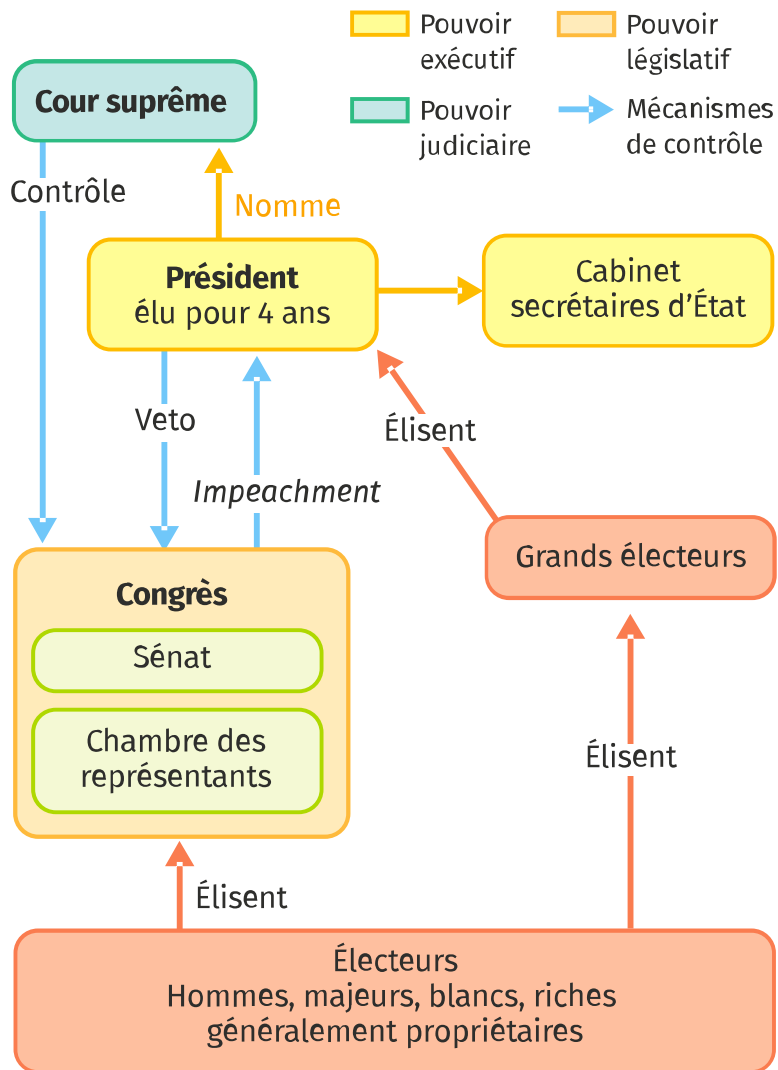 Pouvoir
exécutif
Pouvoir
législatif
Pouvoir
judiciaire
Mécanismes
de contrôle
Cour suprême
Contrôle
Nomme
Président
élu pour 4 ans
Cabinet
secrétaires d'État
Veto
Élisent
Impeachment
Grands électeurs
Congrès
Sénat
Chambre des
représentants
Élisent
Élisent
Électeurs
Hommes, majeurs, blancs, riches
généralement propriétaires